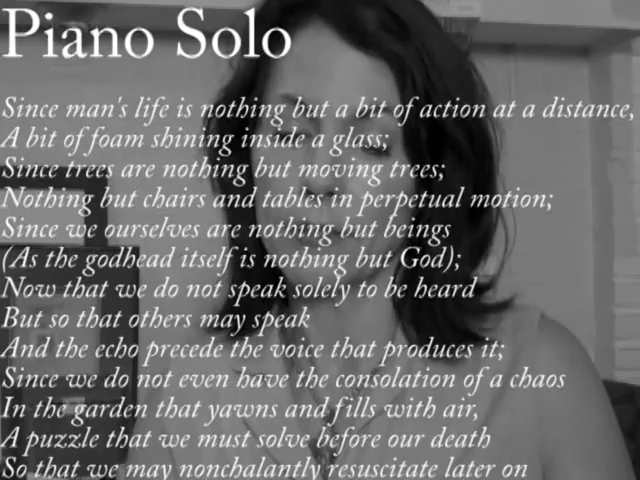 Piano Solo
Since man's life is nothing but a bit of action at a distance,
A bit of foam shining inside a glass;
Since trees are nothing but moving trees;
Nothing but chairs and tables in perpetual motion;
Since we ourselves are nothing but beings
(As the godhead itself is nothing but God);
Now that we do not speak solely to be heard
But so that others may speak
And the echo precede the voice that produces it;
Since we do not even have the consolation of a chaos
In the garden that yawns and fills with air,
A puzzle that we must solve before our death
So that we may nonchalantly resuscitate later on